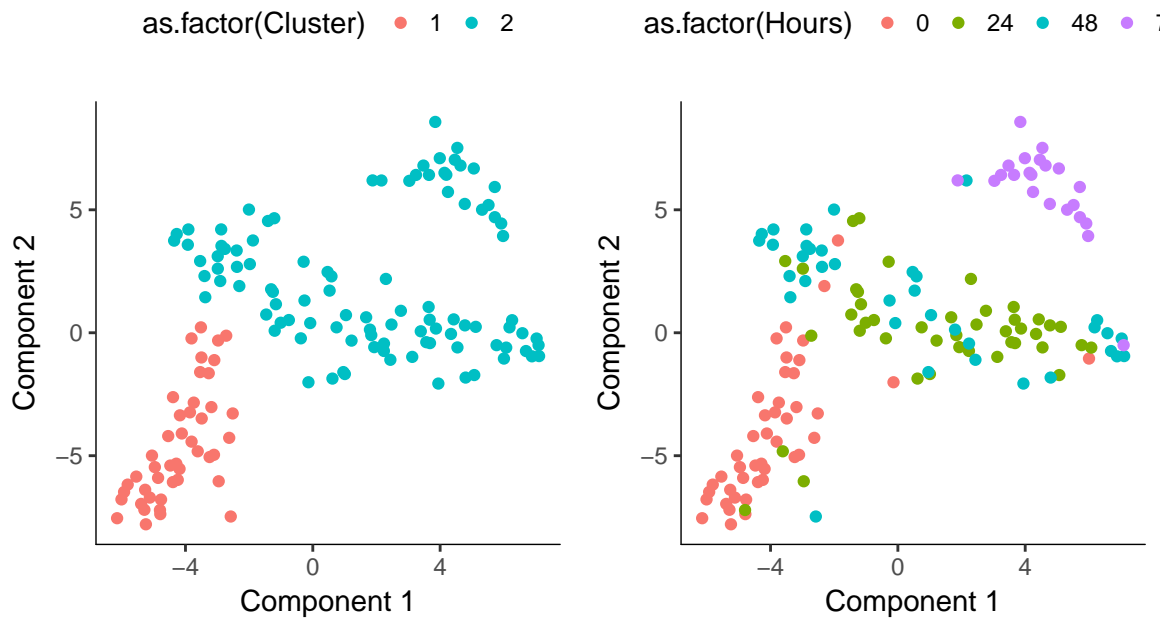 as.factor(Cluster) 1 2
as.factor(Hours) 0 24 48
Component 2
5
0
−5
−4 0 4
Component 1
Component 2
5
0
−5
−4 0 4
Component 1